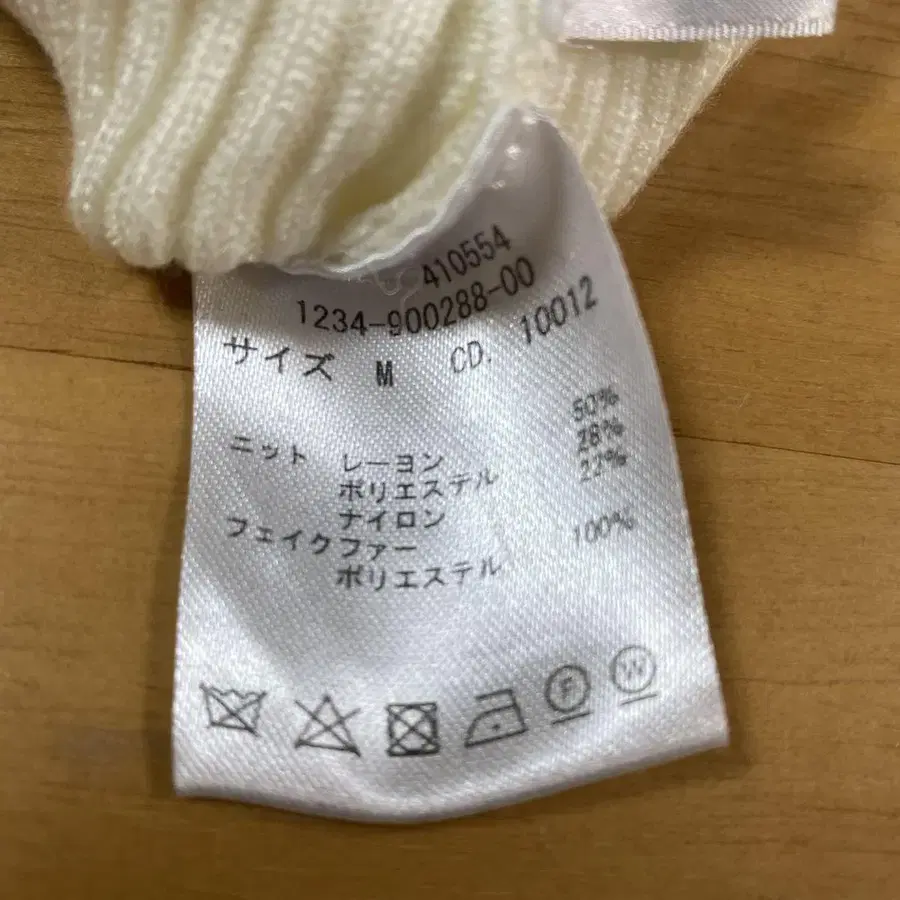 410554
1234-900288-00
サイズ M CD. 10012
ニット レーヨン 50%
ポリエステル 28%
ナイロン 22%
フェイクファー
ポリエステル 100%
F W